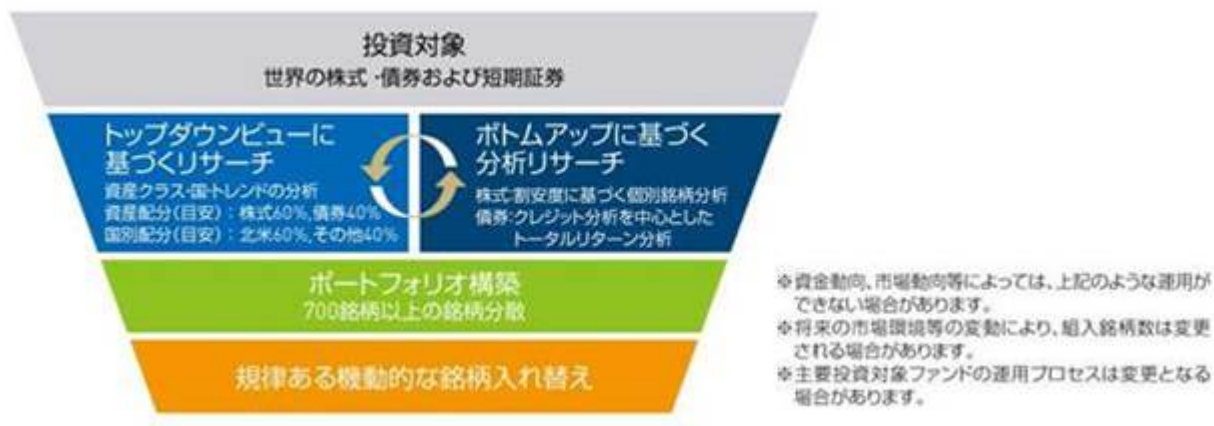 投資対象
世界の株式・債券および短期証券
トップダウンビューに
基づくリサーチ
資産クラス・国トレンドの分析
資産配分(目安):株式60%,債券40%
国別配分(目安):北米60%,その他40%
ボトムアップに基づく
分析リサーチ
株式:割安度に基づく個別銘柄分析
債券:クレジット分析を中心とした
トータルリターン分析
ポートフォリオ構築
700銘柄以上の銘柄分散
規律ある機動的な銘柄入れ替え
※資金動向、市場動向等によっては、上記のような運用が
できない場合があります。
※将来の市場環境等の変動により、組入銘柄数は変更
される場合があります。
※主要投資対象ファンドの運用プロセスは変更となる
場合があります。